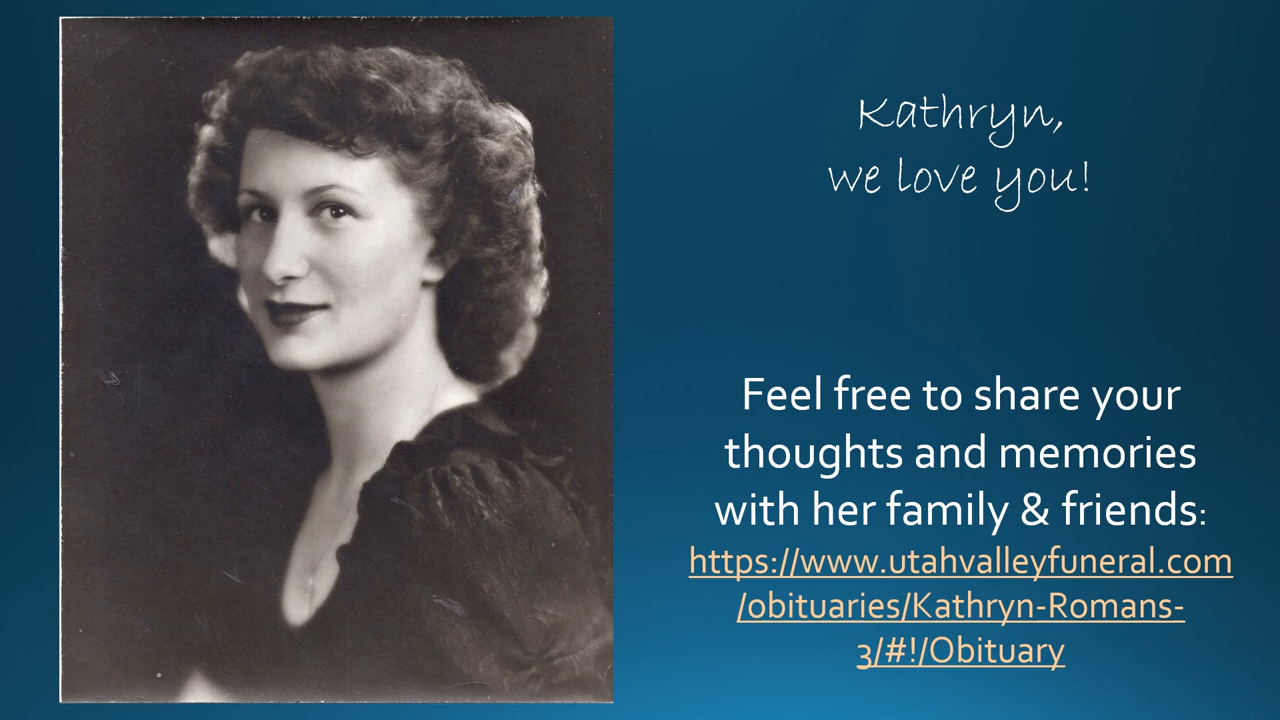 Kathryn,
we love you!
Feel free to share your
thoughts and memories
with her family & friends:
https://www.utahvalleyfuneral.com
/obituaries/Kathryn-Romans-
3/#!/Obituary